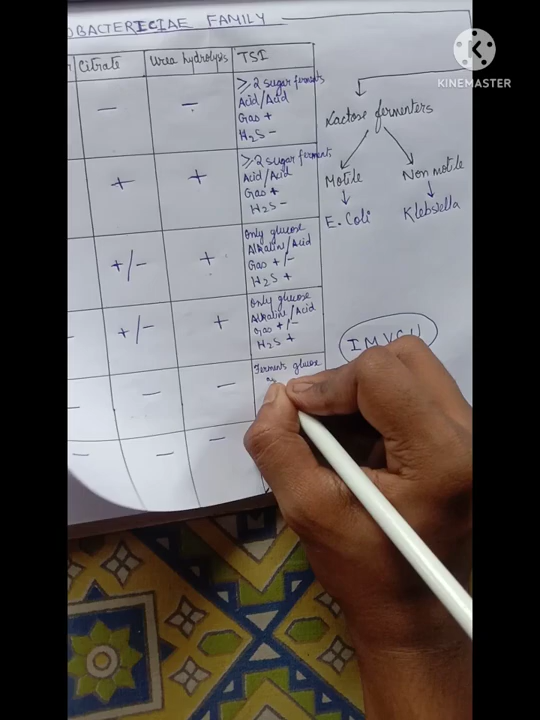 OBACTERICIAE FAMILY
KINEMASTER
Citrate
Urea hydrolysis
TSI
—
—
≥2 sugar ferments
Acid/Acid
Gas +
H₂S -
+
+
≥2 sugar ferments
Acid/Acid
Gas +
H₂S -
+/-
+
only glucose
Alkaline/Acid
Gas +/-
H₂S +
+/-
+
only glucose
Alkaline/Acid
gas +/-
H₂S +
—
—
—
Ferments glucose
—
—
—
Lactose fermenters
Motile
Non motile
E. Coli
Klebsiella
IMVCU